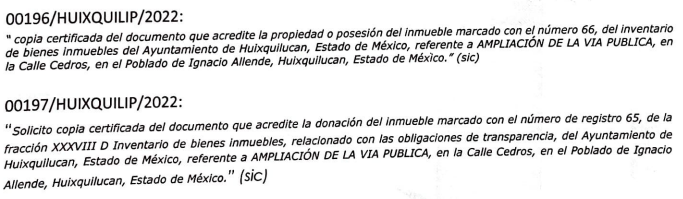 00196/HUIXQUILIP/2022:
" copia certificada del documento que acredite la propiedad o posesión del inmueble marcado con el número 66, del inventario
de bienes inmuebles del Ayuntamiento de Huixquilucan, Estado de México, referente a AMPLIACIÓN DE LA VIA PUBLICA, en
la Calle Cedros, en el Poblado de Ignacio Allende, Huixquilucan, Estado de México." (sic)
00197/HUIXQUILIP/2022:
"Solicito copia certificada del documento que acredite la donación del inmueble marcado con el número de registro 65, de la
fracción XXXVIII D Inventario de bienes inmuebles, relacionado con las obligaciones de transparencia, del Ayuntamiento de
Huixquilucan, Estado de México, referente a AMPLIACIÓN DE LA VIA PUBLICA, en la Calle Cedros, en el Poblado de Ignacio
Allende, Huixquilucan, Estado de México." (sic)